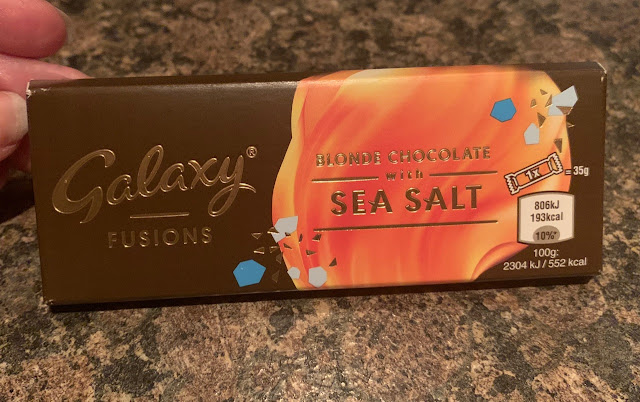 Galaxy®
FUSIONS
BLONDE CHOCOLATE
with
SEA SALT
1x
=35g
806kJ
193kcal
10%*
100g:
2304 kJ / 552 kcal